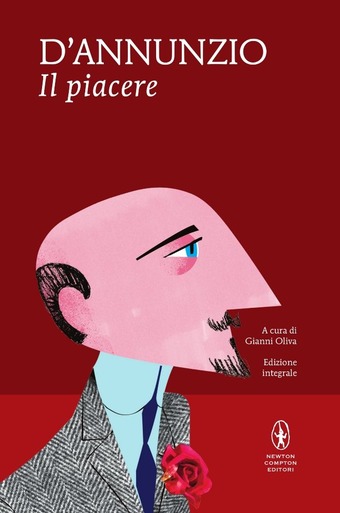 D’ANNUNZIO
Il piacere
A cura di
Gianni Oliva
Edizione
integrale
NEWTON
COMPTON
EDITORI